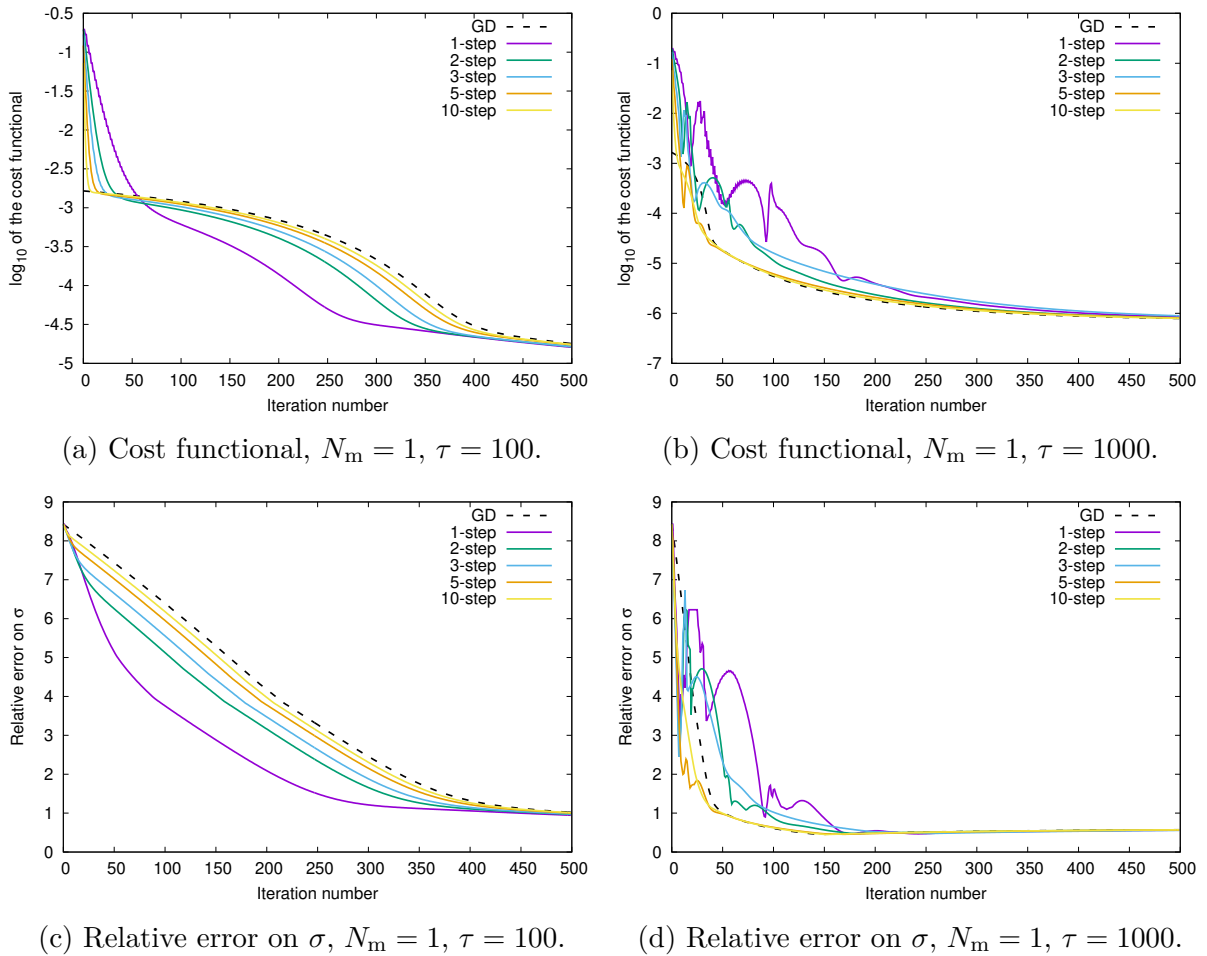 log10 of the cost functional
-0.5
-1
-1.5
-2
-2.5
-3
-3.5
-4
-4.5
-5
0 50 100 150 200 250 300 350 400 450 500
Iteration number
GD
1-step
2-step
3-step
5-step
10-step
(a) Cost functional, Nm = 1, τ = 100.
log10 of the cost functional
0
-1
-2
-3
-4
-5
-6
-7
0 50 100 150 200 250 300 350 400 450 500
Iteration number
GD
1-step
2-step
3-step
5-step
10-step
(b) Cost functional, Nm = 1, τ = 1000.
Relative error on σ
9
8
7
6
5
4
3
2
1
0
0 50 100 150 200 250 300 350 400 450 500
Iteration number
GD
1-step
2-step
3-step
5-step
10-step
(c) Relative error on σ, Nm = 1, τ = 100.
Relative error on σ
9
8
7
6
5
4
3
2
1
0
0 50 100 150 200 250 300 350 400 450 500
Iteration number
GD
1-step
2-step
3-step
5-step
10-step
(d) Relative error on σ, Nm = 1, τ = 1000.